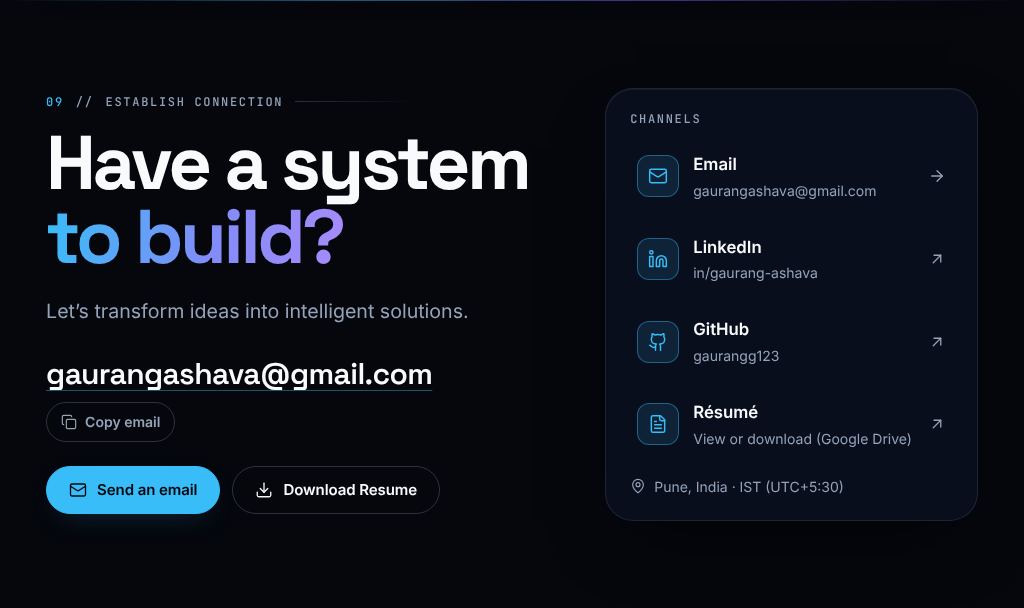 09 // ESTABLISH CONNECTION
Have a system
to build?
Let’s transform ideas into intelligent solutions.
gaurangashava@gmail.com
Copy email
Send an email
Download Resume
CHANNELS
Email
gaurangashava@gmail.com
LinkedIn
in/gaurang-ashava
GitHub
gaurangg123
Résumé
View or download (Google Drive)
Pune, India · IST (UTC+5:30)